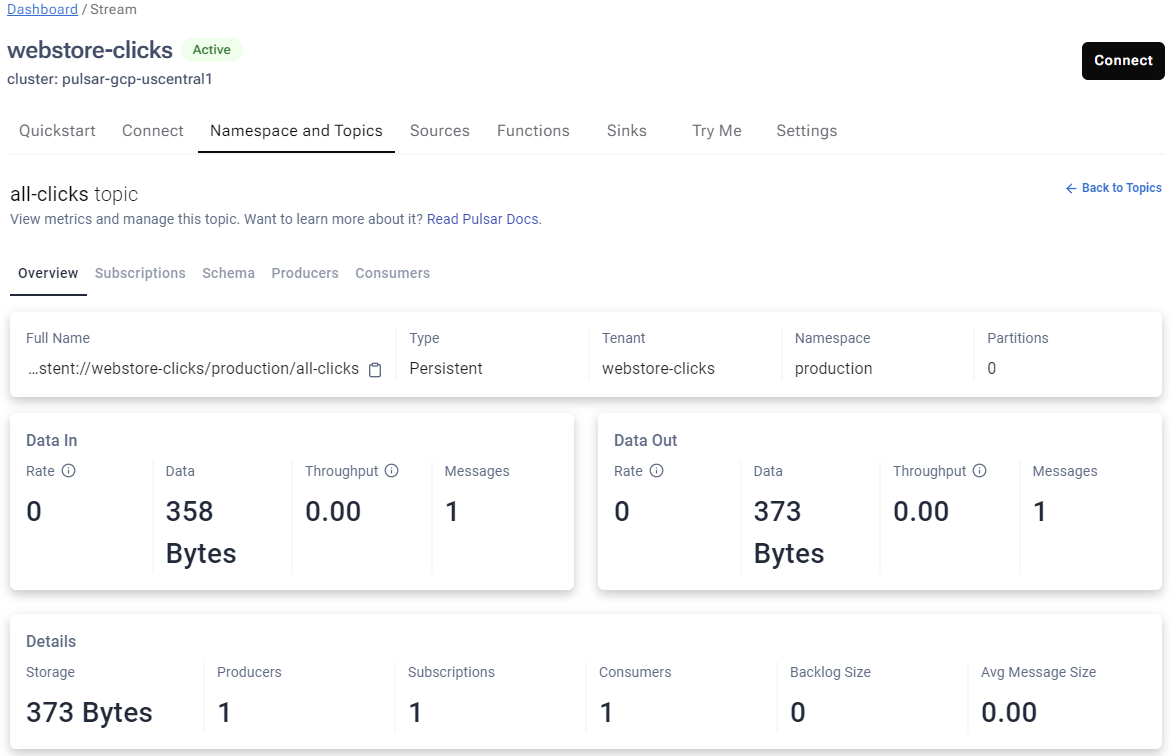 Dashboard / Stream
webstore-clicks Active
cluster: pulsar-gcp-uscentral1
Connect
Quickstart Connect Namespace and Topics Sources Functions Sinks Try Me Settings
all-clicks topic
← Back to Topics
View metrics and manage this topic. Want to learn more about it? Read Pulsar Docs.
Overview Subscriptions Schema Producers Consumers
Full Name Type Tenant Namespace Partitions
...stent://webstore-clicks/production/all-clicks Persistent webstore-clicks production 0
Data In
Rate Data Throughput Messages
0 358 0.00 1
Bytes
Data Out
Rate Data Throughput Messages
0 373 0.00 1
Bytes
Details
Storage Producers Subscriptions Consumers Backlog Size Avg Message Size
373 Bytes 1 1 1 0 0.00